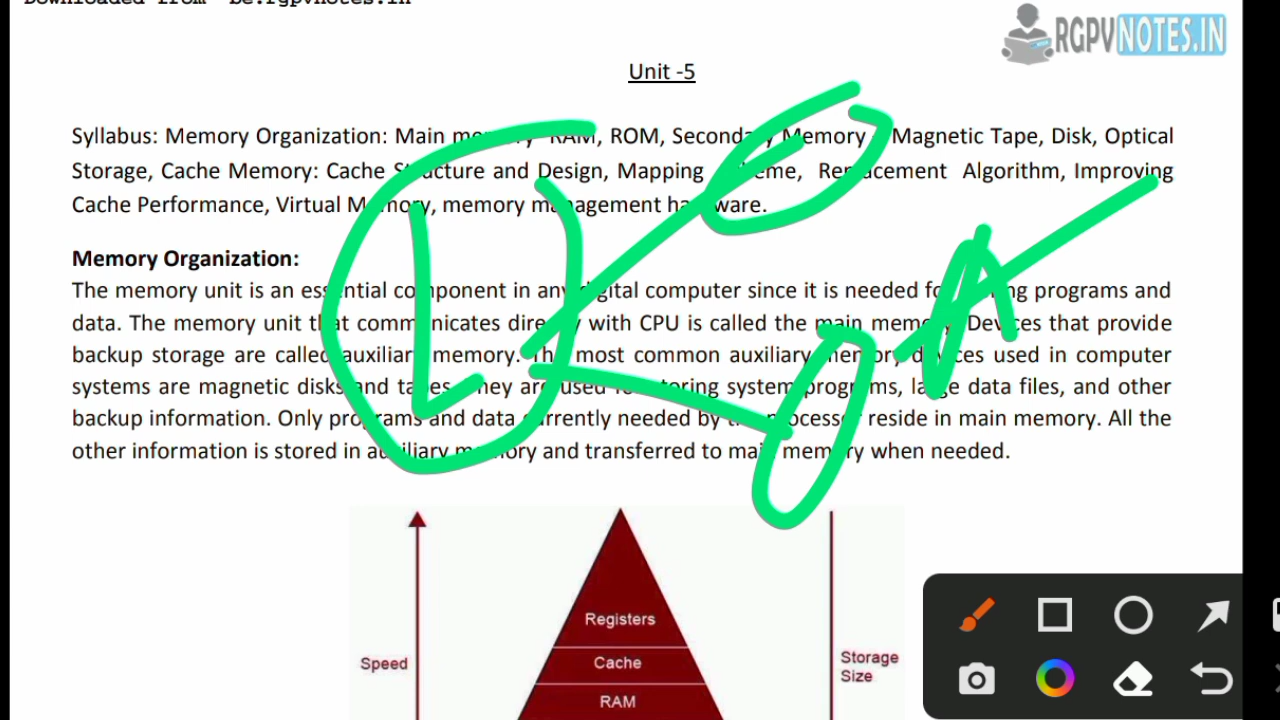 Downloaded from be.rgpvnotes.in
RGPVNOTES.IN
Unit -5
Syllabus: Memory Organization: Main memory- RAM, ROM, Secondary Memory – Magnetic Tape, Disk, Optical
Storage, Cache Memory: Cache Structure and Design, Mapping Scheme, Replacement Algorithm, Improving
Cache Performance, Virtual Memory, memory management hardware.
Memory Organization:
The memory unit is an essential component in any digital computer since it is needed for storing programs and
data. The memory unit that communicates directly with CPU is called the main memory. Devices that provide
backup storage are called auxiliary memory. The most common auxiliary memory devices used in computer
systems are magnetic disks and tapes. They are used for storing system programs, large data files, and other
backup information. Only programs and data currently needed by the processor reside in main memory. All the
other information is stored in auxiliary memory and transferred to main memory when needed.
Registers
Speed
Cache
Storage
Size
RAM